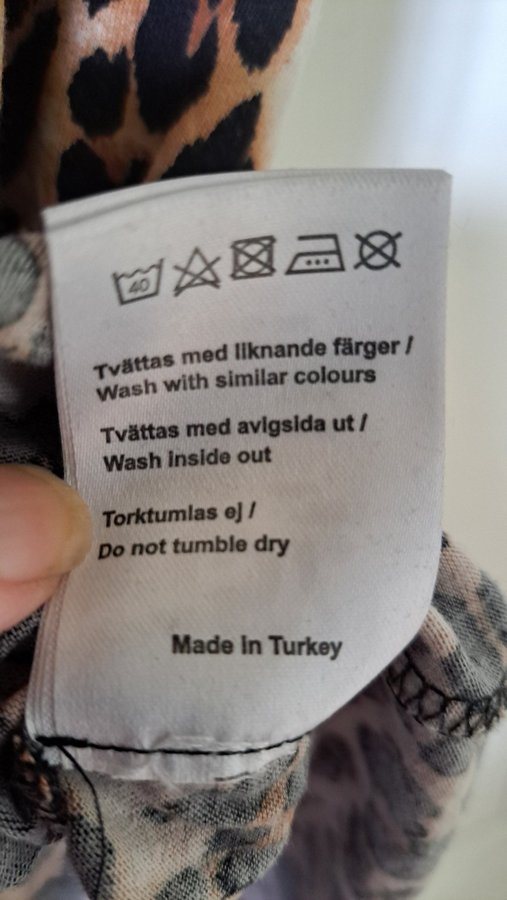 40
Tvättas med liknande färger /
Wash with similar colours
Tvättas med avigsida ut /
Wash inside out
Torktumlas ej /
Do not tumble dry
Made in Turkey